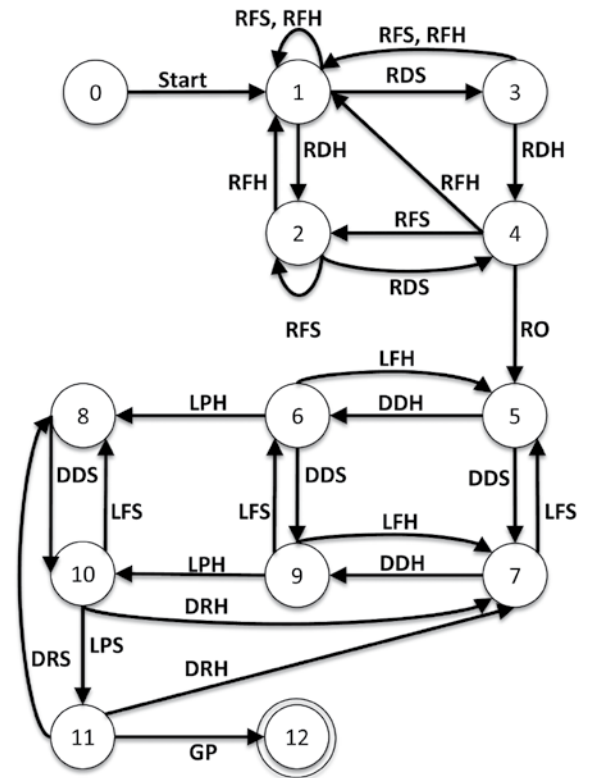 RFS, RFH
RFS, RFH
0
Start
1
RDS
3
RDH
RDH
RFH
RFH
2
RFS
4
RDS
RFS
RO
LFH
8
LPH
6
DDH
5
DDS
DDS
DDS
LFS
LFS
LFS
LFH
10
LPH
9
DDH
7
DRH
DRS
LPS
DRH
11
GP
12